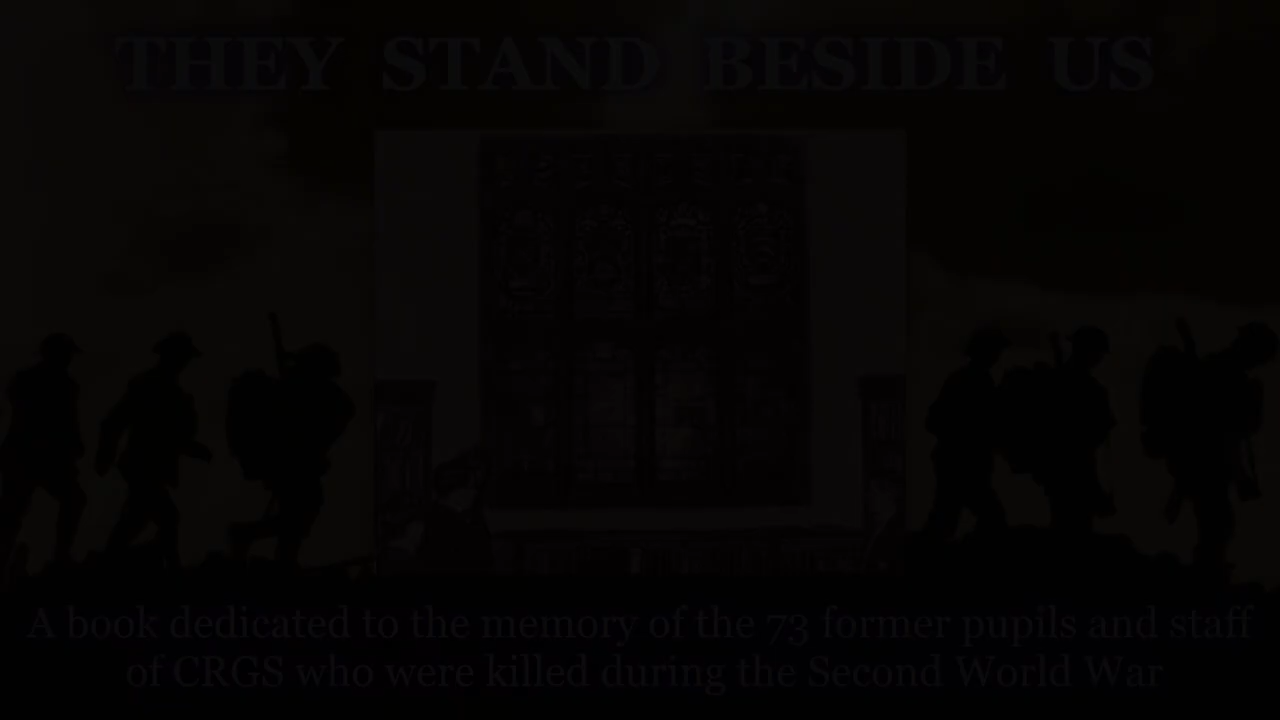 THEY STAND BESIDE US
A book dedicated to the memory of the 73 former pupils and staff
of CRGS who were killed during the Second World War